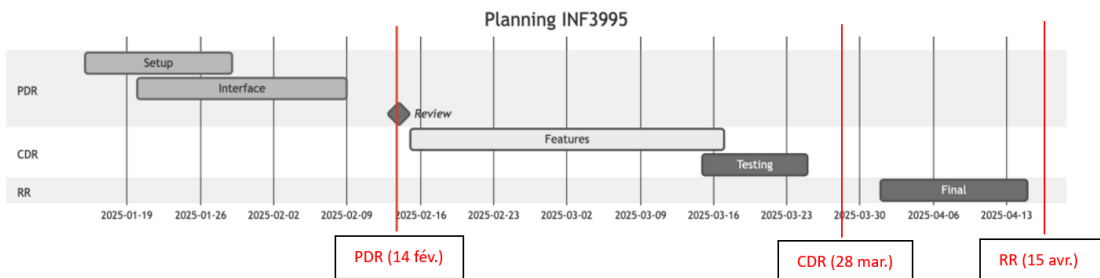 Planning INF3995
PDR
Setup
Interface
Review
CDR
Features
Testing
RR
Final
2025-01-19 2025-01-26 2025-02-02 2025-02-09 2025-02-16 2025-02-23 2025-03-02 2025-03-09 2025-03-16 2025-03-23 2025-03-30 2025-04-06 2025-04-13
PDR (14 fév.) CDR (28 mar.) RR (15 avr.)